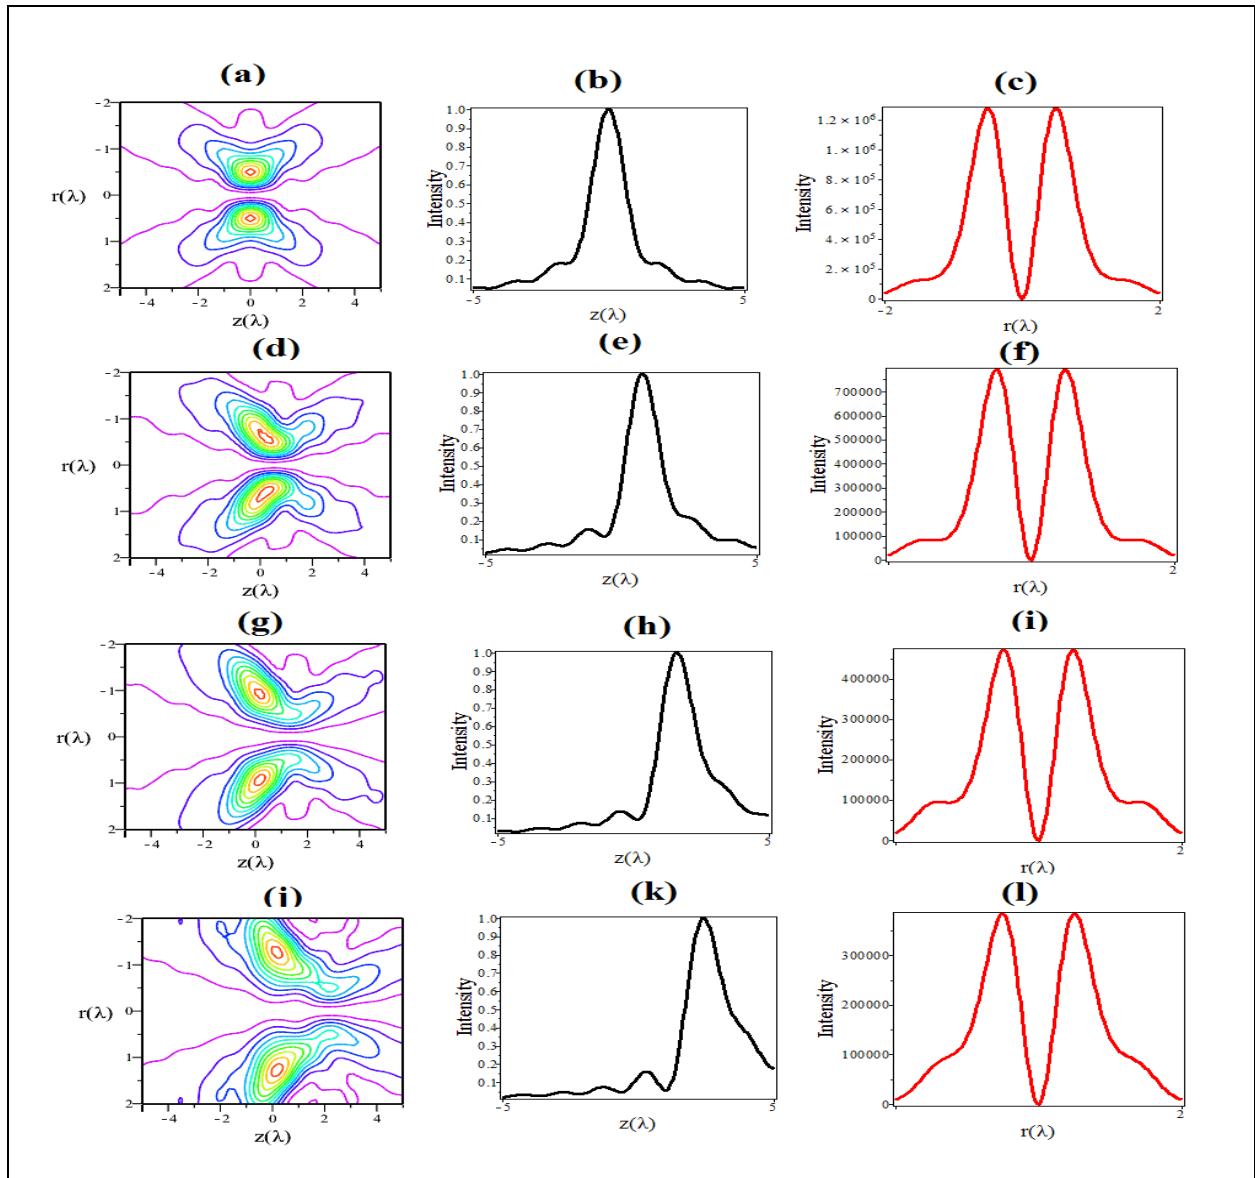 (a) (b) (c)
-2 -1 0 1 2
r(λ)
-4 -2 0 2 4
z(λ)
1.0 0.9 0.8 0.7 0.6 0.5 0.4 0.3 0.2 0.1
Intensity
-5 5
z(λ)
1.2 × 10⁶ 1. × 10⁶ 8. × 10⁵ 6. × 10⁵ 4. × 10⁵ 2. × 10⁵ 0
Intensity
-2 2
r(λ)
(d) (e) (f)
-2 -1 0 1 2
r(λ)
-4 -2 0 2 4
z(λ)
1.0 0.9 0.8 0.7 0.6 0.5 0.4 0.3 0.2 0.1
Intensity
-5 5
z(λ)
700000 600000 500000 400000 300000 200000 100000 0
Intensity
2
r(λ)
(g) (h) (i)
-2 -1 0 1 2
r(λ)
-4 -2 0 2 4
z(λ)
1.0 0.9 0.8 0.7 0.6 0.5 0.4 0.3 0.2 0.1
Intensity
-5 5
z(λ)
400000 300000 200000 100000 0
Intensity
2
r(λ)
(j) (k) (l)
-2 -1 0 1 2
r(λ)
-4 -2 0 2 4
z(λ)
1.0 0.9 0.8 0.7 0.6 0.5 0.4 0.3 0.2 0.1
Intensity
-5 5
z(λ)
300000 200000 100000 0
Intensity
2
r(λ)